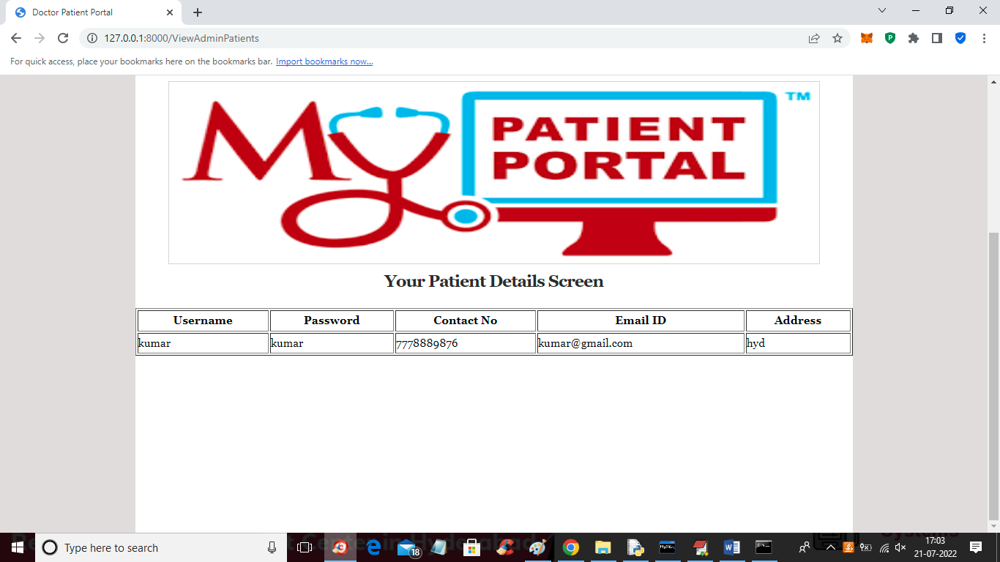 Doctor Patient Portal
127.0.0.1:8000/ViewAdminPatients
For quick access, place your bookmarks here on the bookmarks bar. Import bookmarks now...
My PATIENT PORTAL TM
Your Patient Details Screen
Username Password Contact No Email ID Address
kumar kumar 7778889876 kumar@gmail.com hyd
Type here to search
18
MySQL
17:03
21-07-2022